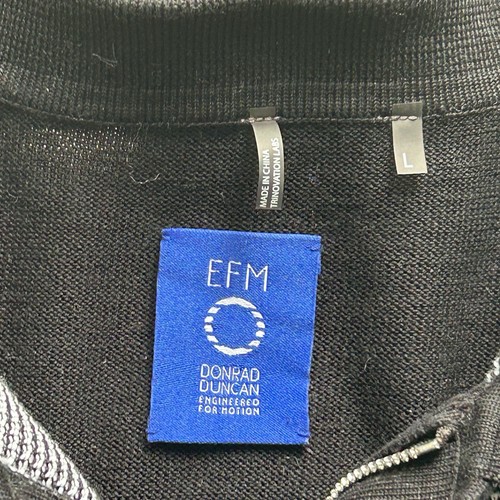 MADE IN CHINA
TRINOVATION LABS
L
EFM
DONRAD
DUNCAN
ENGINEERED
FOR MOTION